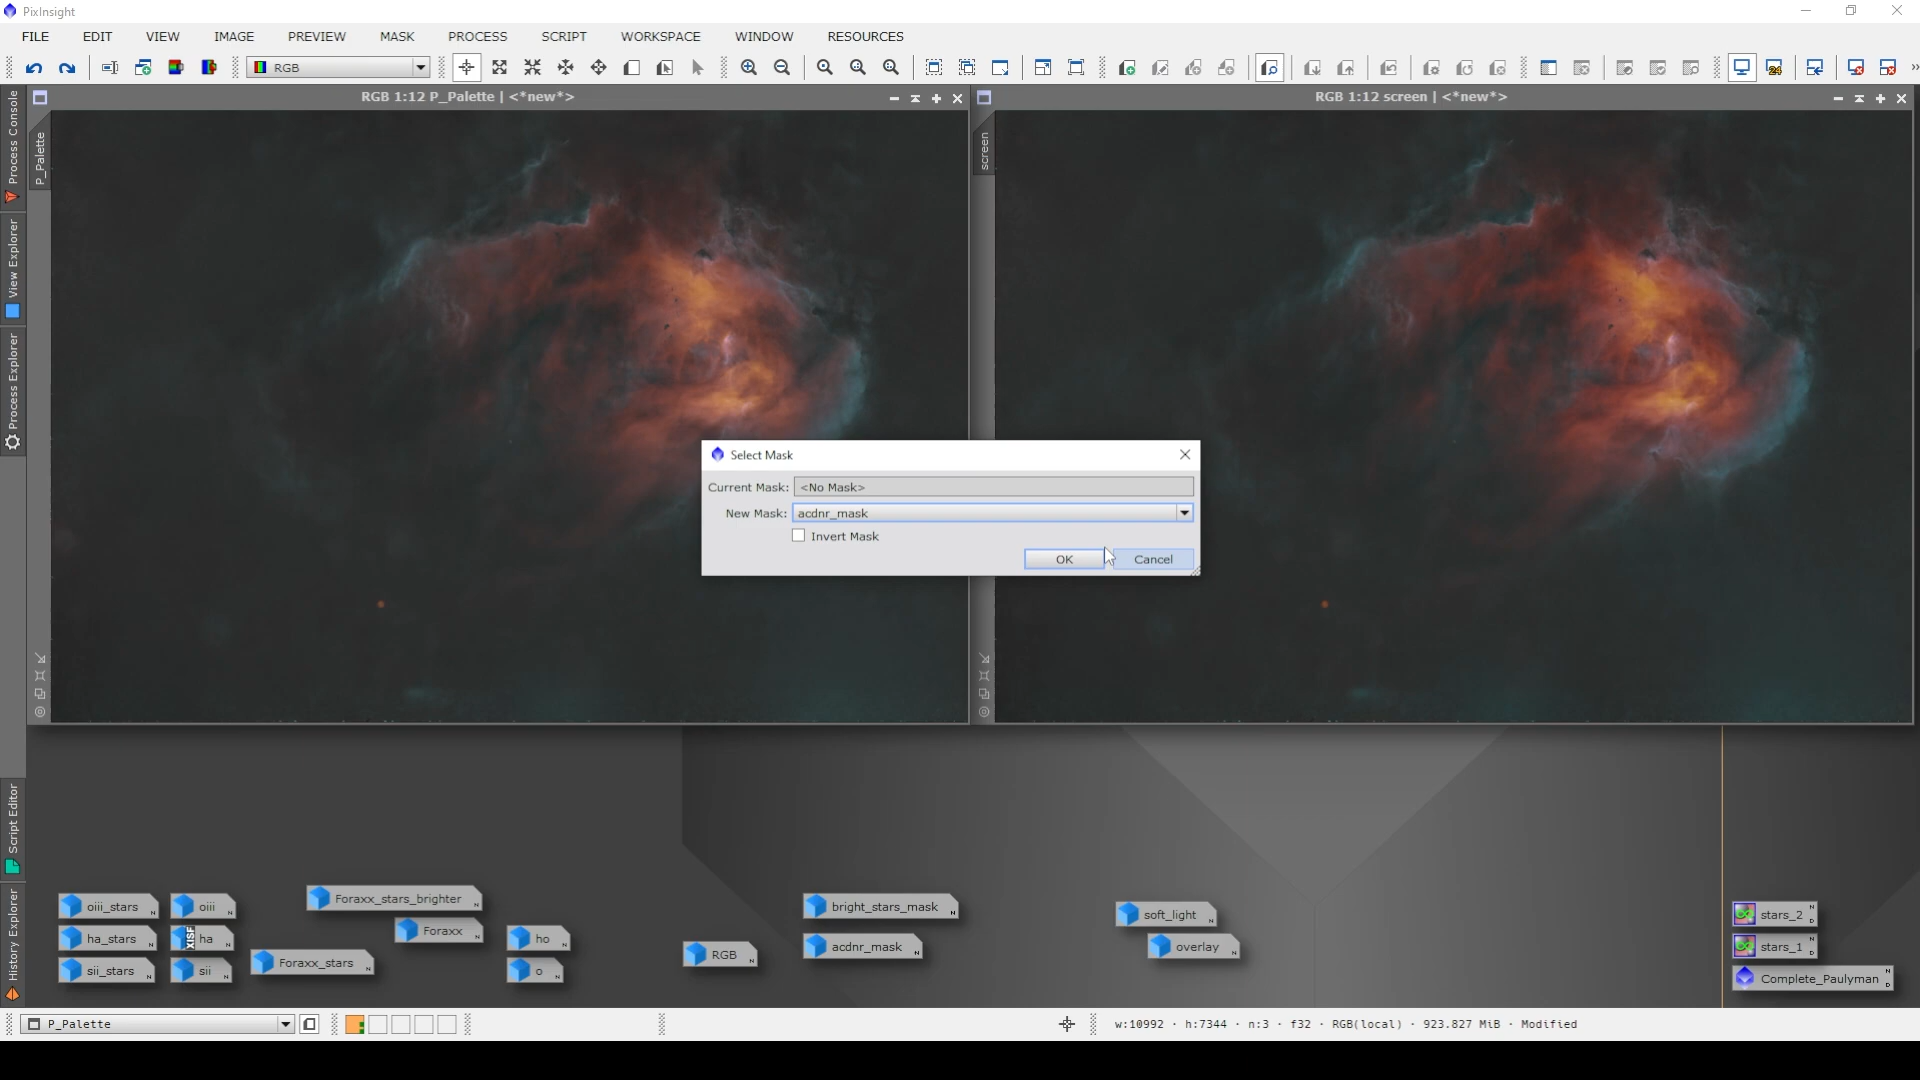 PixInsight
FILE EDIT VIEW IMAGE PREVIEW MASK PROCESS SCRIPT WORKSPACE WINDOW RESOURCES
RGB
24
RGB 1:12 P_Palette | <*new*>
RGB 1:12 screen | <*new*>
Process Console
View Explorer
Process Explorer
Script Editor
History Explorer
P_Palette
screen
Select Mask
Current Mask: <No Mask>
New Mask: acdnr_mask
Invert Mask
OK
Cancel
oiii_stars
oiii
ha_stars
XISF
ha
sii_stars
sii
Foraxx_stars_brighter
Foraxx
Foraxx_stars
ho
o
RGB
bright_stars_mask
acdnr_mask
soft_light
overlay
stars_2
stars_1
Complete_Paulyman
P_Palette
w:10992 · h:7344 · n:3 · f32 · RGB(local) · 923.827 MiB · Modified